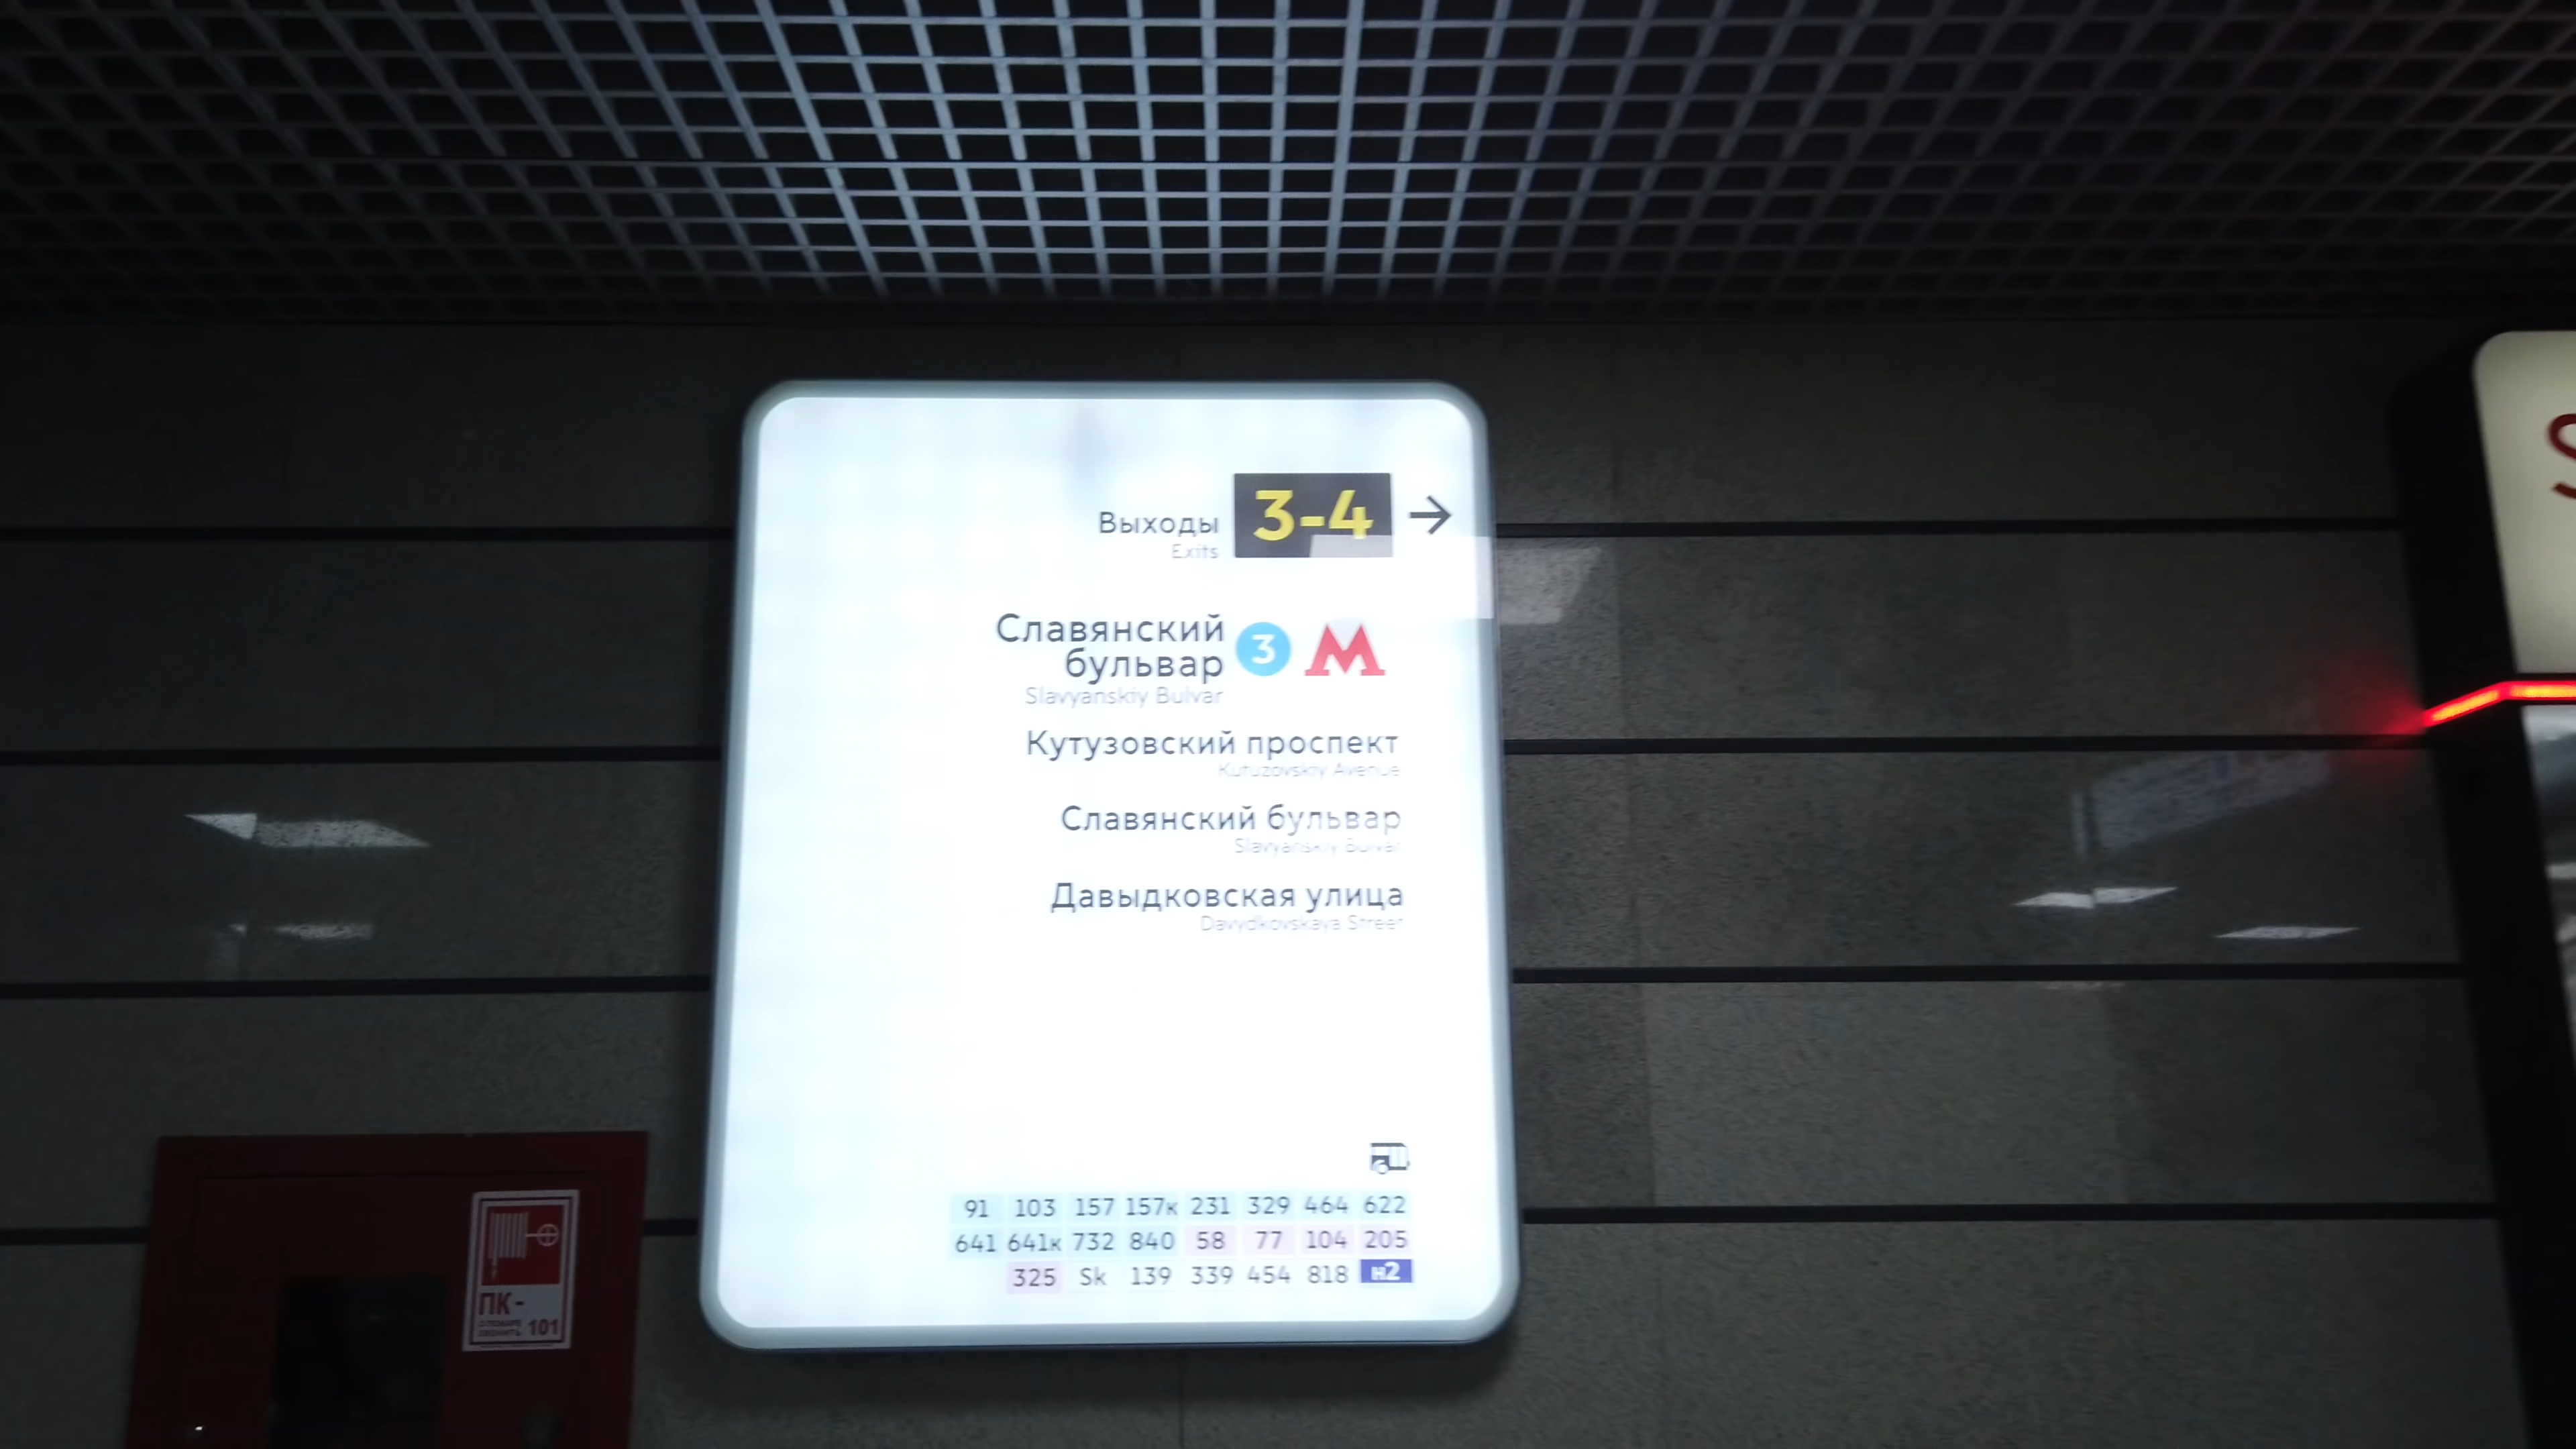 Выходы 3-4 →
Exits
Славянский
бульвар 3 М
Slavyanskiy Bulvar
Кутузовский проспект
Kutuzovskiy Avenue
Славянский бульвар
Slavyanskiy Bulvar
Давыдковская улица
Davydkovskaya Street
91 103 157 157к 231 329 464 622
641 641к 732 840 58 77 104 205
325 Sk 139 339 454 818 н2
ПК-
О ПОЖАРЕ
ЗВОНИТЬ 101
S